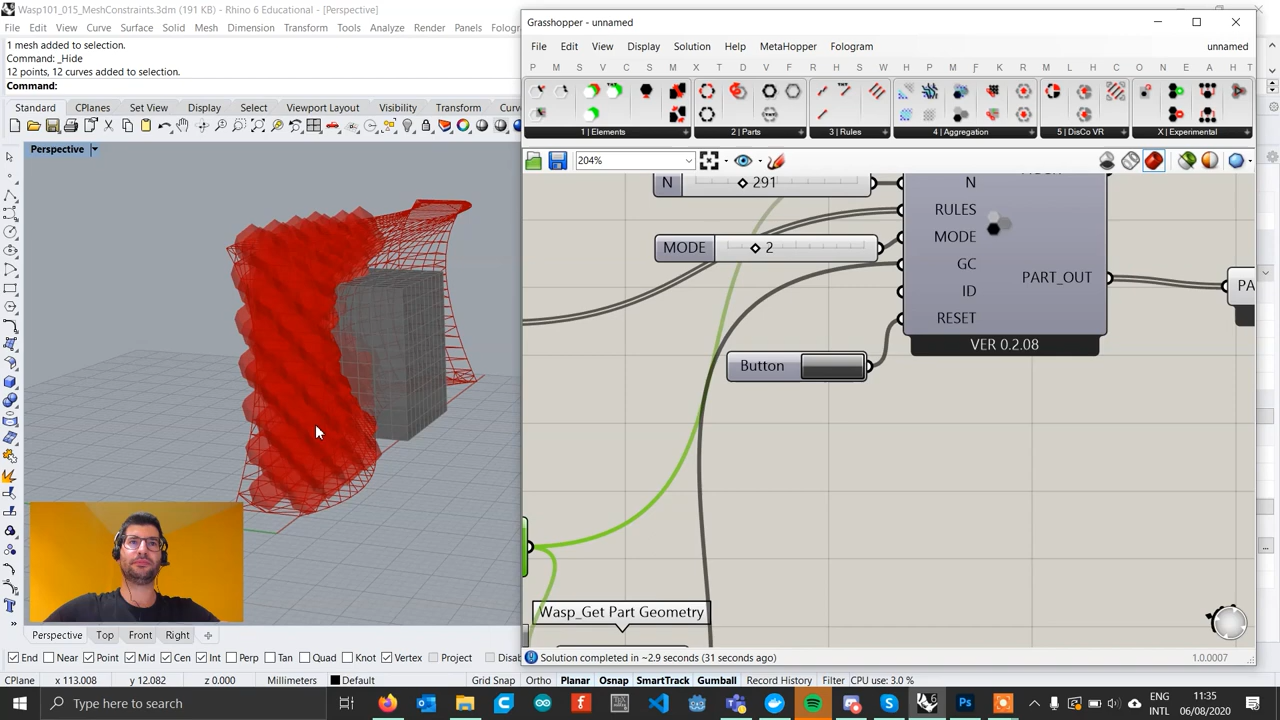 Wasp101_015_MeshConstraints.3dm (191 KB) - Rhino 6 Educational - [Perspective]
File Edit View Curve Surface Solid Mesh Dimension Transform Tools Analyze Render Panels
1 mesh added to selection.
Command: _Hide
12 points, 12 curves added to selection.
Command:
Standard CPlanes Set View Display Select Viewport Layout Visibility Transform
Perspective
Grasshopper - unnamed
File Edit View Display Solution Help MetaHopper Fologram unnamed
P M S V C S M X T D V C S W H P M F H R M L H C O N E A H T
1 | Elements 2 | Parts 3 | Rules 4 | Aggregation 5 | DisCo VR X | Experimental
204%
N 291
N
RULES
MODE 2
MODE
GC
ID
RESET
PART_OUT
PA
VER 0.2.08
Button
Wasp_Get Part Geometry
Solution completed in ~2.9 seconds (31 seconds ago)
1.0.0007
Perspective Top Front Right
End Near Point Mid Cen Int Perp Tan Quad Knot Vertex Project
CPlane x 113.008 y 12.082 z 0.000 Millimeters Default Grid Snap Ortho Planar Osnap SmartTrack Gumball Record History Filter CPU use: 3.0 %
Type here to search
ENG
INTL
11:35
06/08/2020